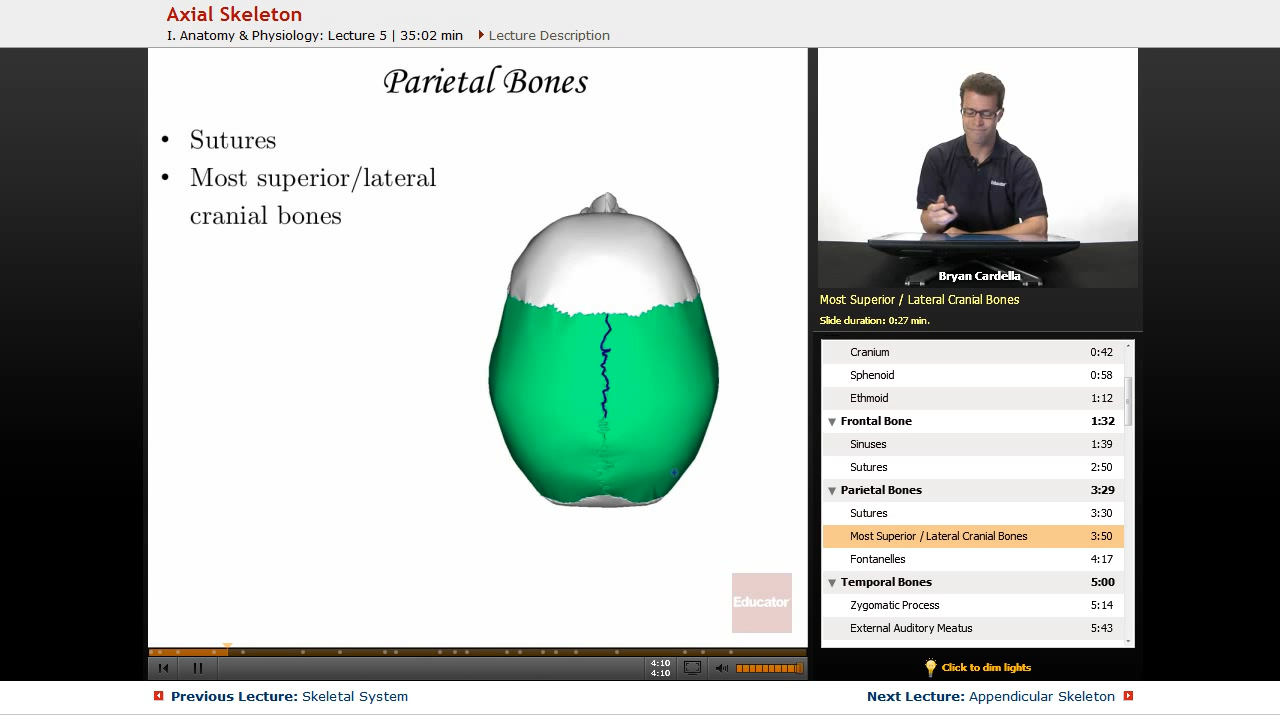 Axial Skeleton
I. Anatomy & Physiology: Lecture 5 | 35:02 min Lecture Description
Parietal Bones
• Sutures
• Most superior/lateral
cranial bones
Educator
4:10
4:10
Educator
Bryan Cardella
Most Superior / Lateral Cranial Bones
Slide duration: 0:27 min.
Cranium 0:42
Sphenoid 0:58
Ethmoid 1:12
Frontal Bone 1:32
Sinuses 1:39
Sutures 2:50
Parietal Bones 3:29
Sutures 3:30
Most Superior / Lateral Cranial Bones 3:50
Fontanelles 4:17
Temporal Bones 5:00
Zygomatic Process 5:14
External Auditory Meatus 5:43
Click to dim lights
Previous Lecture: Skeletal System
Next Lecture: Appendicular Skeleton